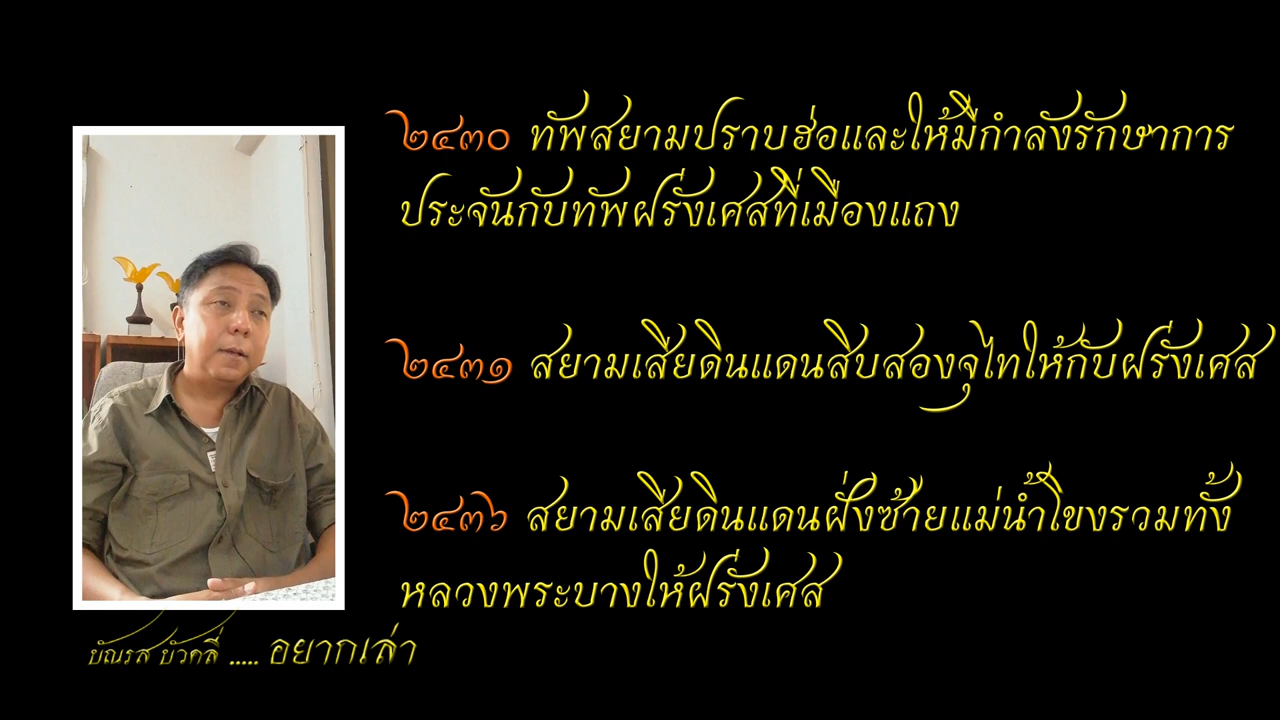 ๒๔๓๐ ทัพสยามปราบฮ่อและให้มีกำลังรักษาการ
ประจันกับทัพฝรั่งเศสที่เมืองแถง
๒๔๓๑ สยามเสียดินแดนสิบสองจุไทให้กับฝรั่งเศส
๒๔๓๖ สยามเสียดินแดนฝั่งซ้ายแม่น้ำโขงรวมทั้ง
หลวงพระบางให้ฝรั่งเศส
บัณรส บัวคลี่ ..... อยากเล่า